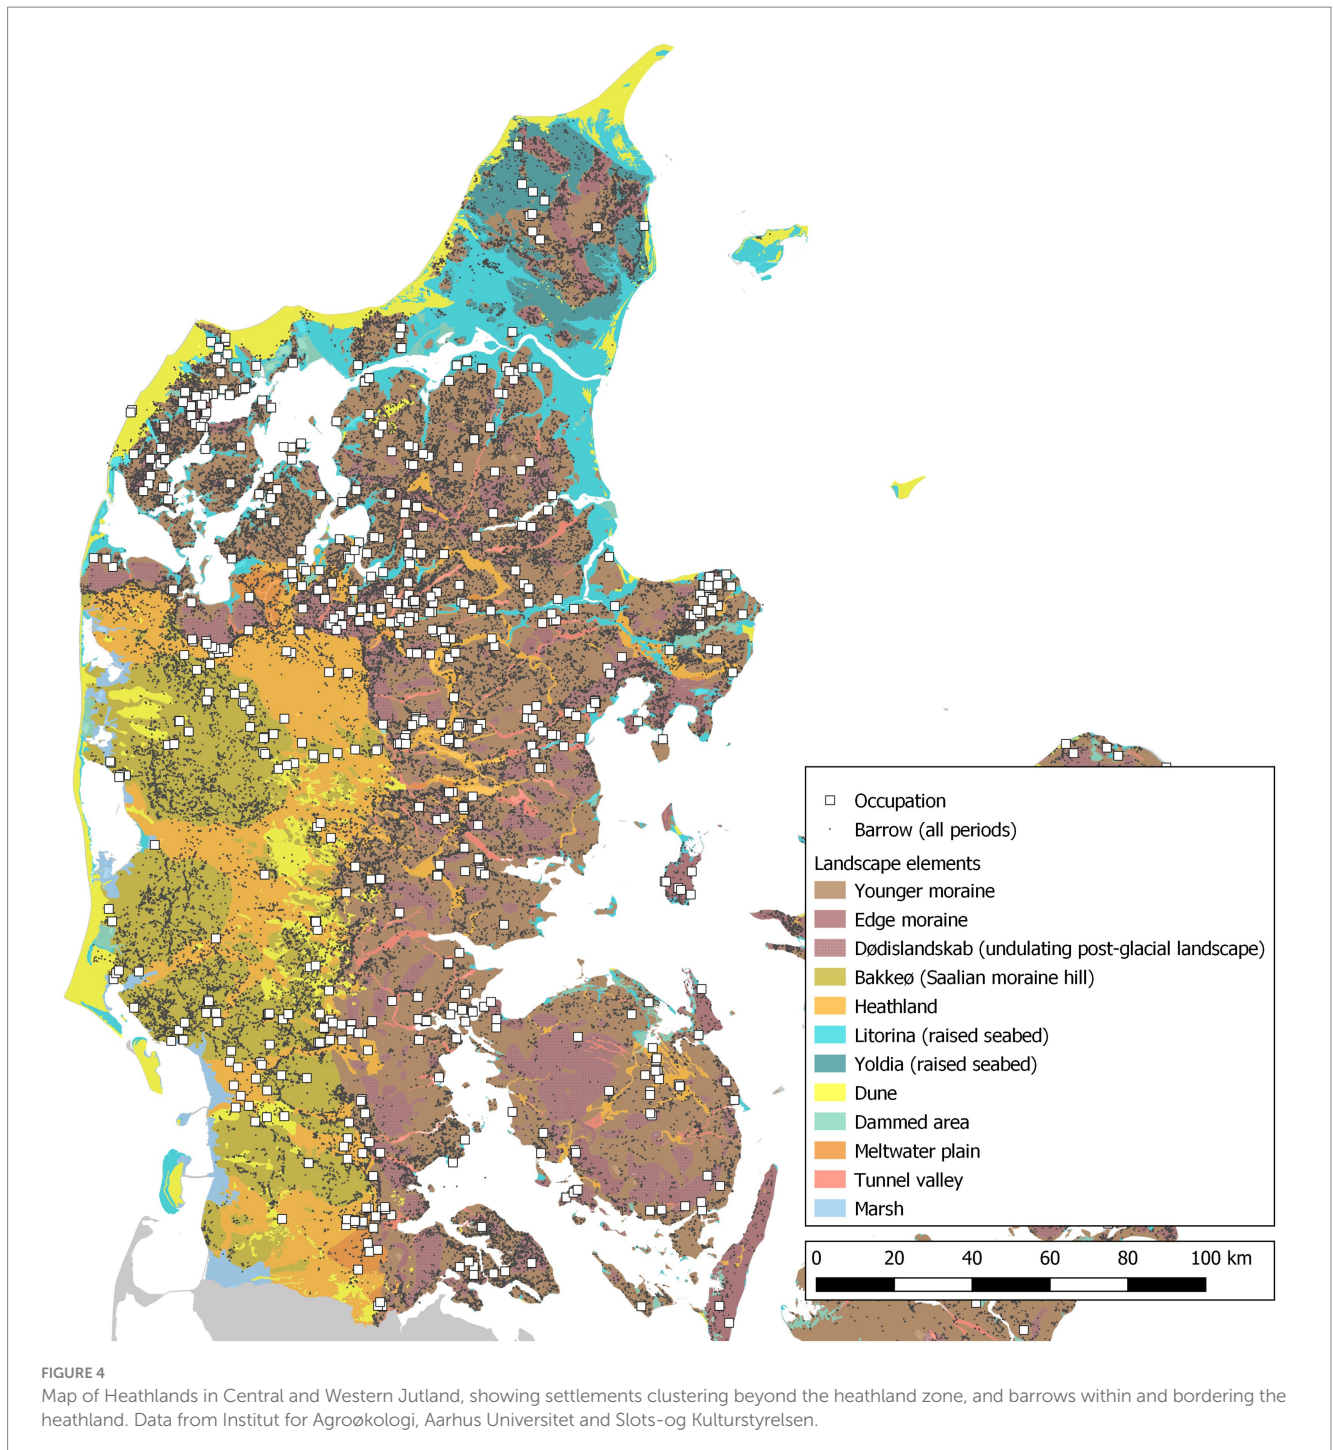 Occupation
Barrow (all periods)
Landscape elements
Younger moraine
Edge moraine
Dødislandskab (undulating post-glacial landscape)
Bakkeø (Saalian moraine hill)
Heathland
Litorina (raised seabed)
Yoldia (raised seabed)
Dune
Dammed area
Meltwater plain
Tunnel valley
Marsh
0 20 40 60 80 100 km
FIGURE 4
Map of Heathlands in Central and Western Jutland, showing settlements clustering beyond the heathland zone, and barrows within and bordering the
heathland. Data from Institut for Agroøkologi, Aarhus Universitet and Slots-og Kulturstyrelsen.